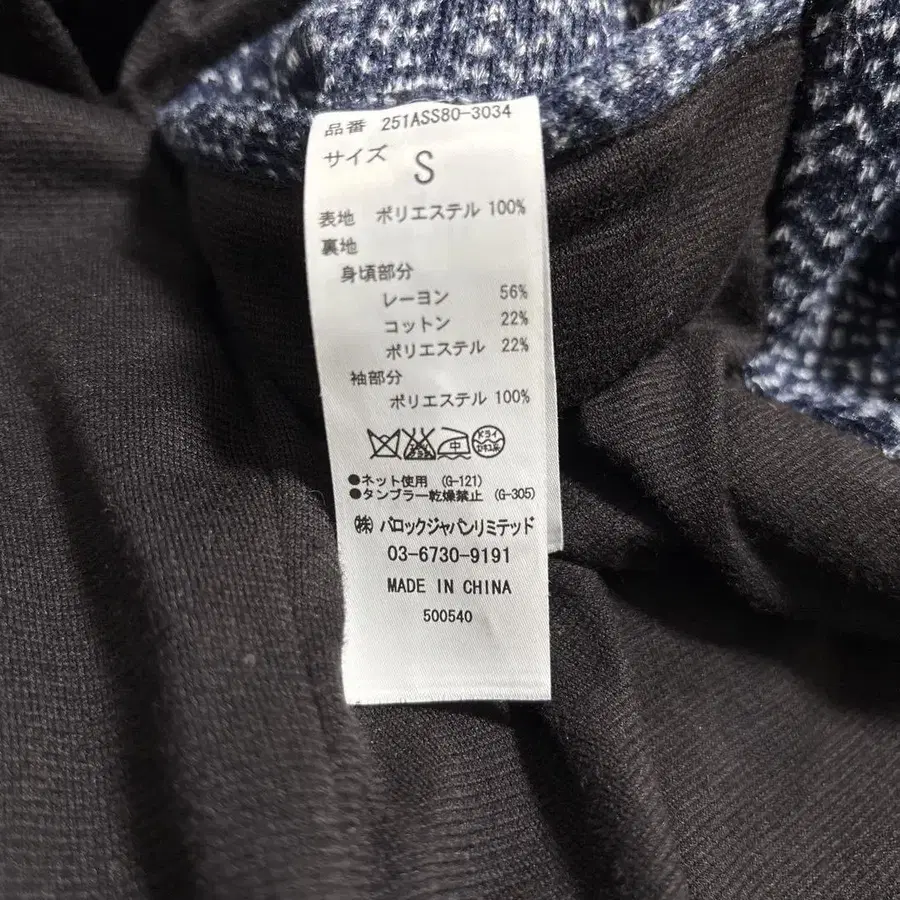 品番 251ASS80-3034
サイズ S
表地 ポリエステル 100%
裏地
身頃部分
レーヨン 56%
コットン 22%
ポリエステル 22%
袖部分
ポリエステル 100%
中 ドライ
●ネット使用 (G-121)
●タンブラー乾燥禁止 (G-305)
㈱ バロックジャパンリミテッド
03-6730-9191
MADE IN CHINA
500540